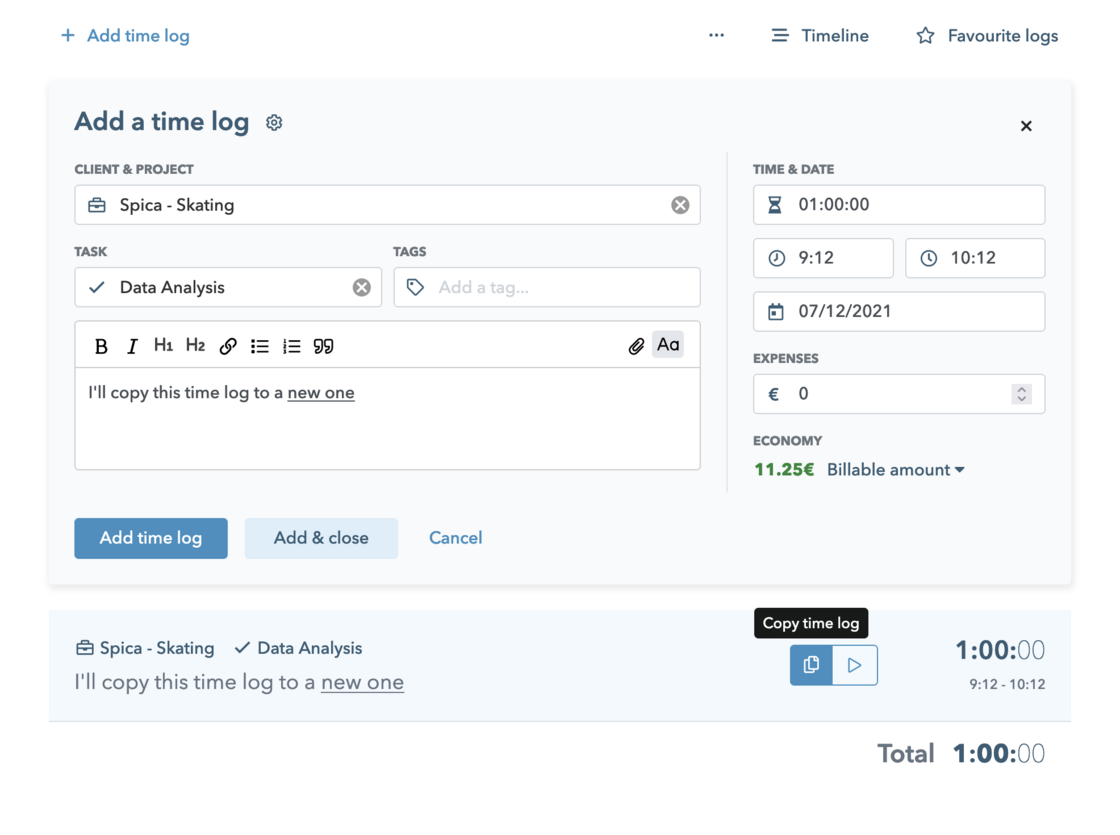 + Add time log
... Timeline Favourite logs
Add a time log
CLIENT & PROJECT
Spica - Skating
TASK TAGS
Data Analysis Add a tag...
B I H1 H2 Aa
I'll copy this time log to a new one
TIME & DATE
01:00:00
9:12 10:12
07/12/2021
EXPENSES
€ 0
ECONOMY
11.25€ Billable amount
Add time log Add & close Cancel
Copy time log
Spica - Skating Data Analysis
I'll copy this time log to a new one
1:00:00
9:12 - 10:12
Total 1:00:00